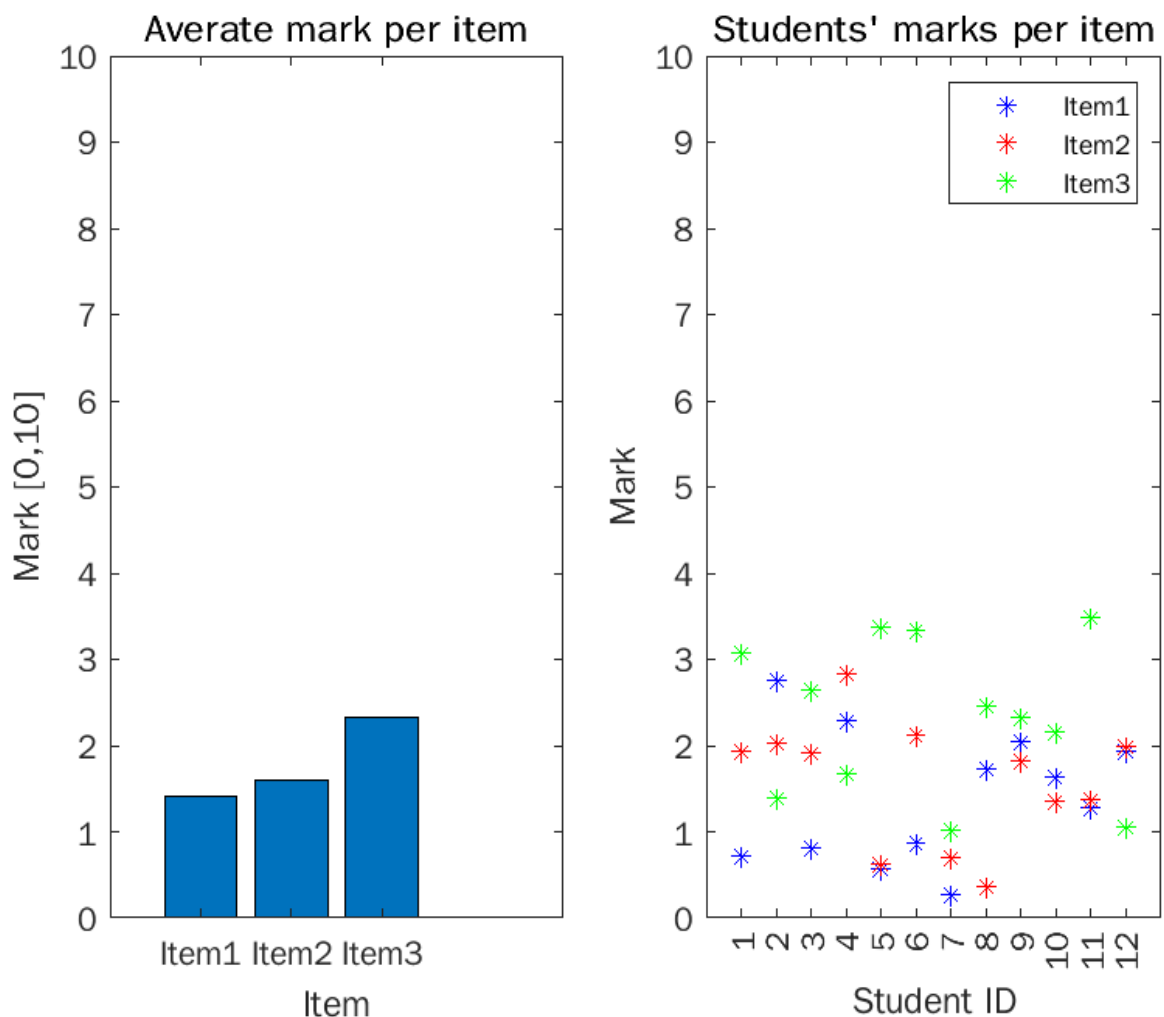 Averate mark per item
10
9
8
7
6
5
4
3
2
1
0
Mark [0,10]
Item1 Item2 Item3
Item
Students' marks per item
10
9
8
7
6
5
4
3
2
1
0
Mark
Item1
Item2
Item3
1 2 3 4 5 6 7 8 9 10 11 12
Student ID